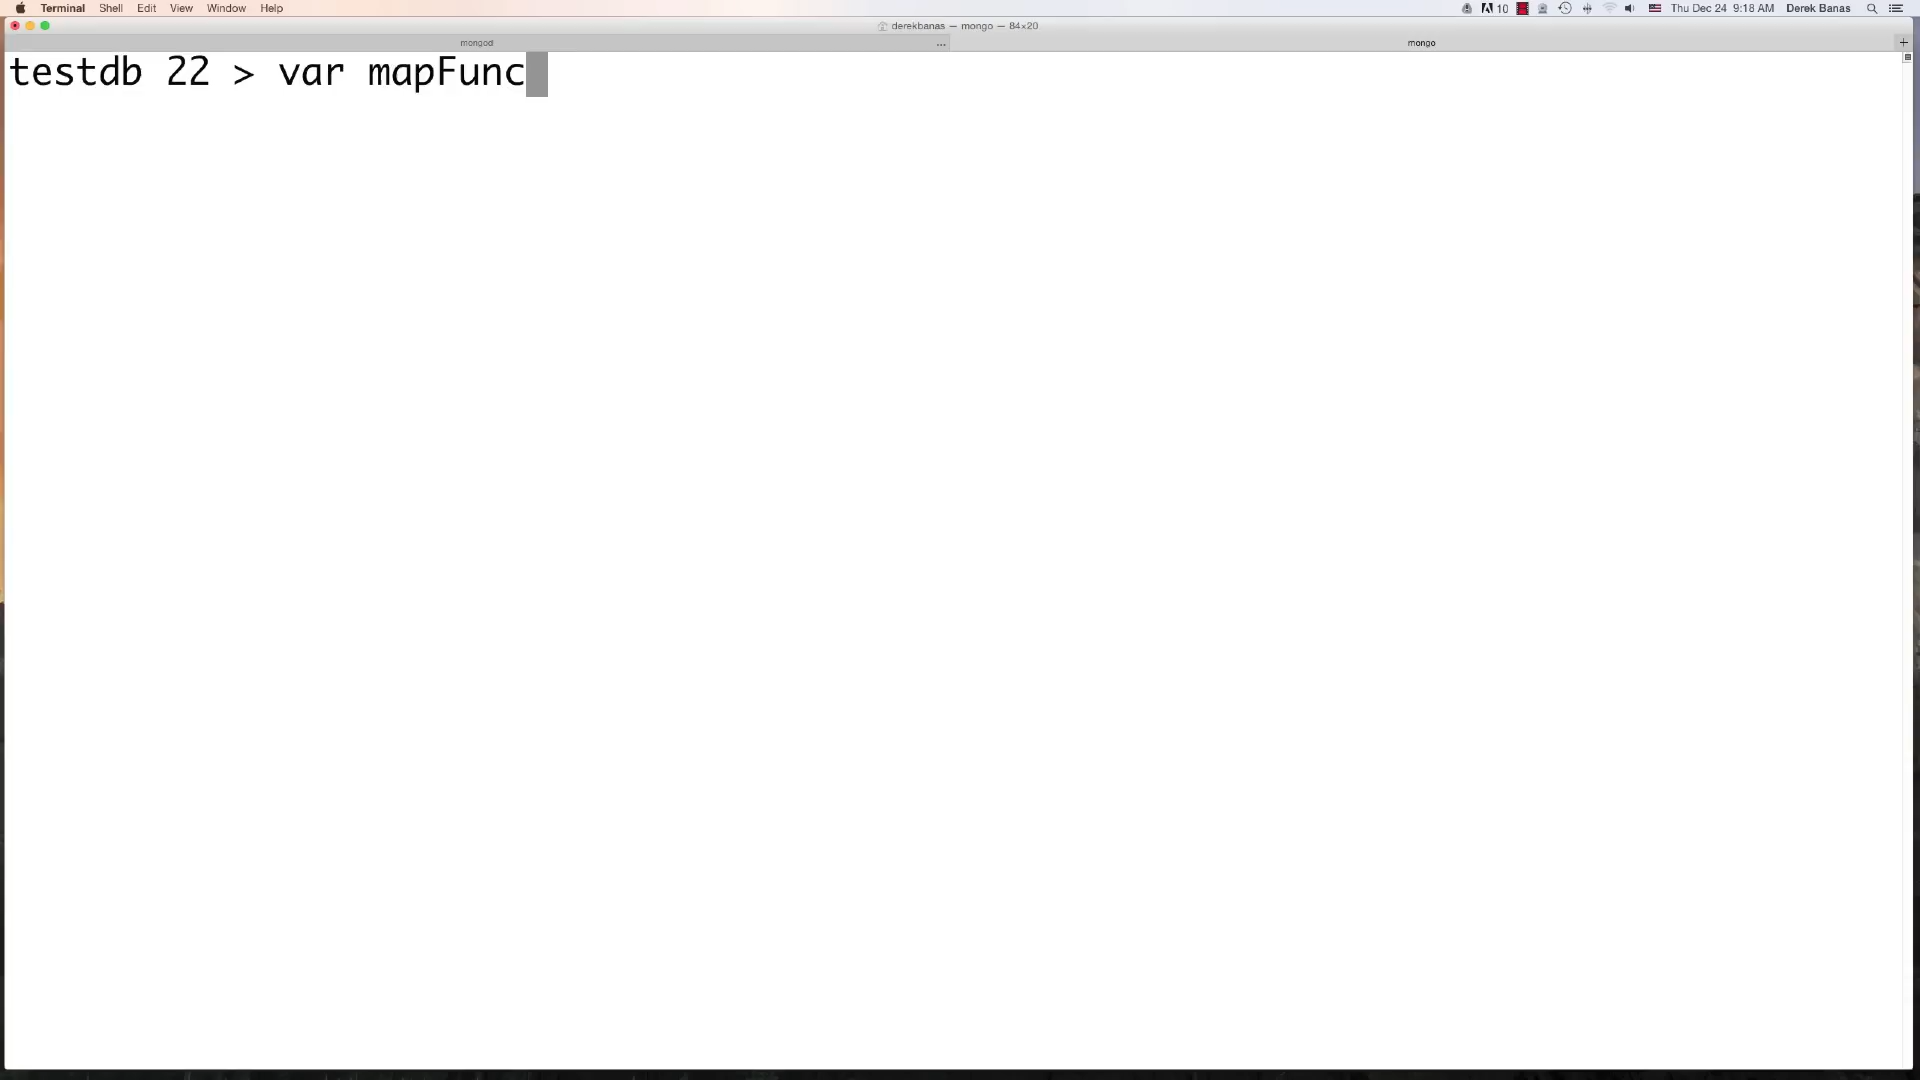 Terminal Shell Edit View Window Help 10 Thu Dec 24 9:18 AM Derek Banas
derekbanas — mongo — 84×20
mongod ... mongo +
testdb 22 > var mapFunc